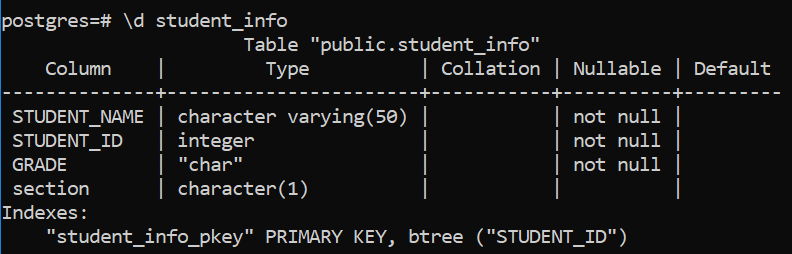 postgres=# \d student_info
                      Table "public.student_info"
    Column    |         Type          | Collation | Nullable | Default
--------------+-----------------------+-----------+----------+---------
 STUDENT_NAME | character varying(50) |           | not null |
 STUDENT_ID   | integer               |           | not null |
 GRADE        | "char"                |           | not null |
 section      | character(1)          |           |          |
Indexes:
    "student_info_pkey" PRIMARY KEY, btree ("STUDENT_ID")